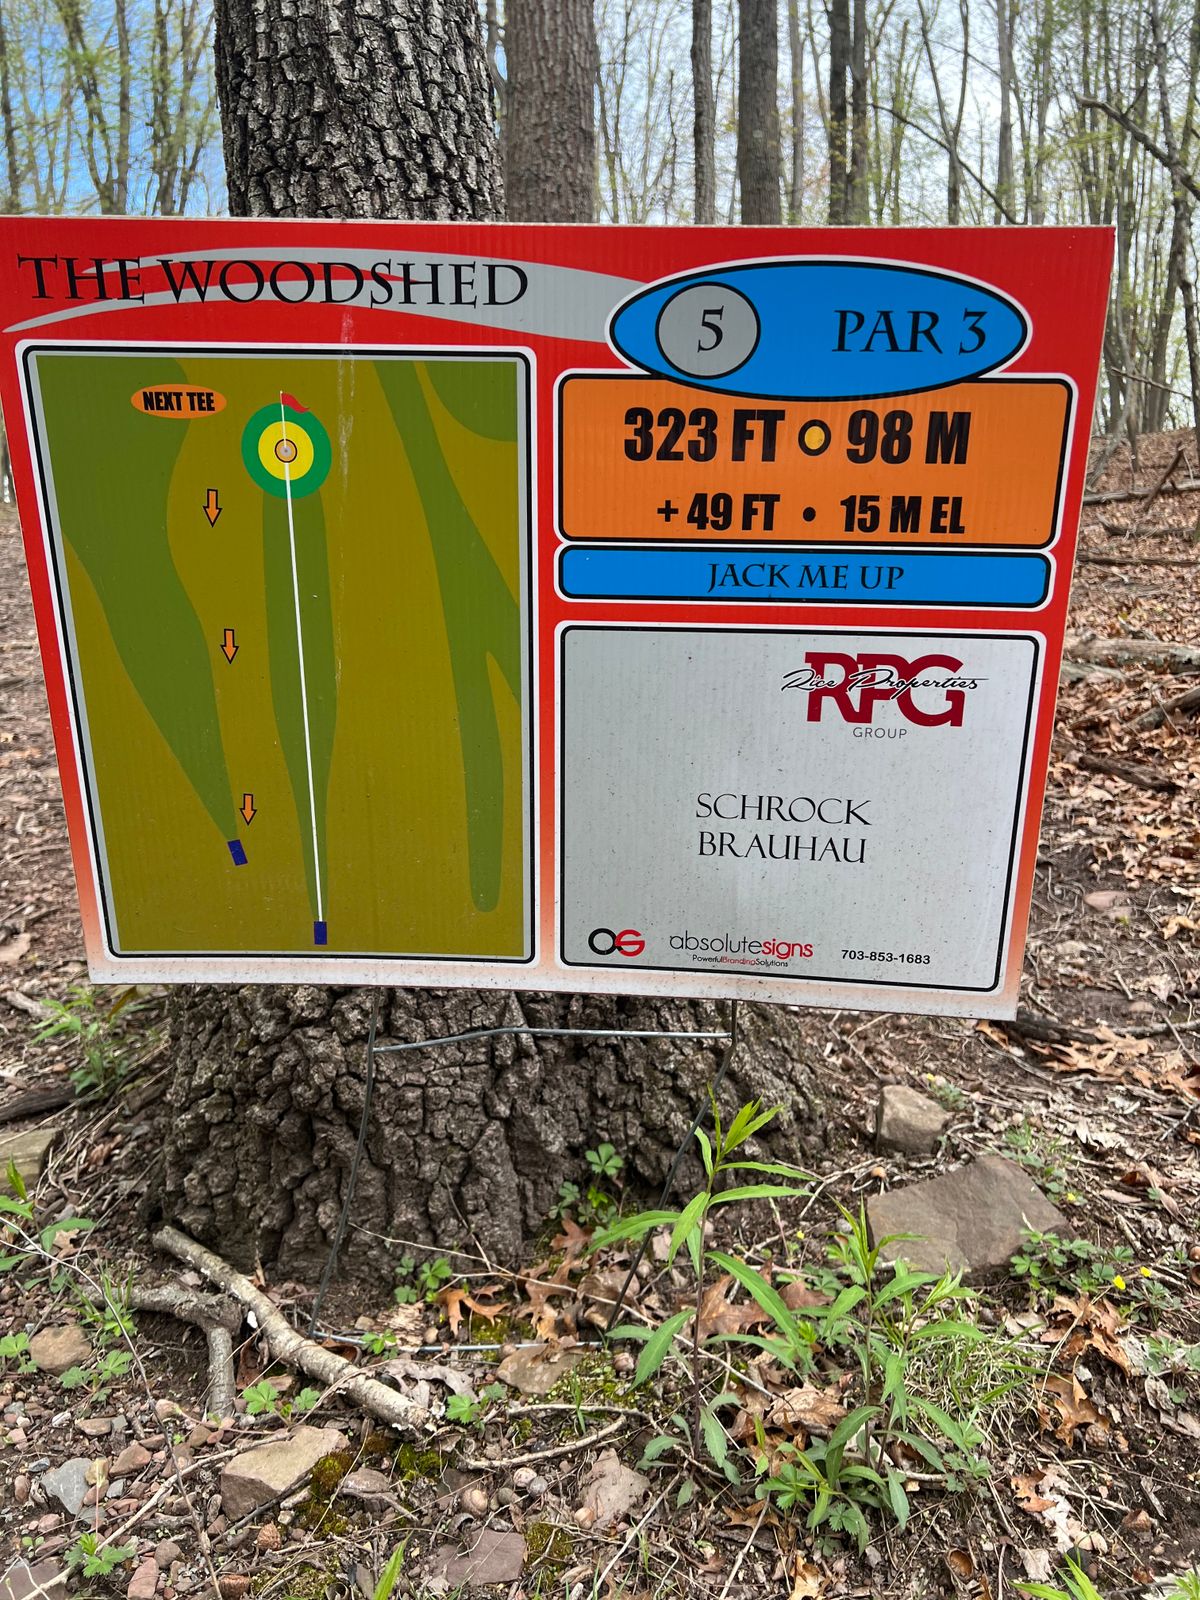 THE WOODSHED
5 PAR 3
NEXT TEE
323 FT 98 M
+ 49 FT • 15 M EL
JACK ME UP
RPG
Rice Properties
GROUP
SCHROCK
BRAUHAU
OS absolutesigns
PowerfulBrandingSolutions
703-853-1683